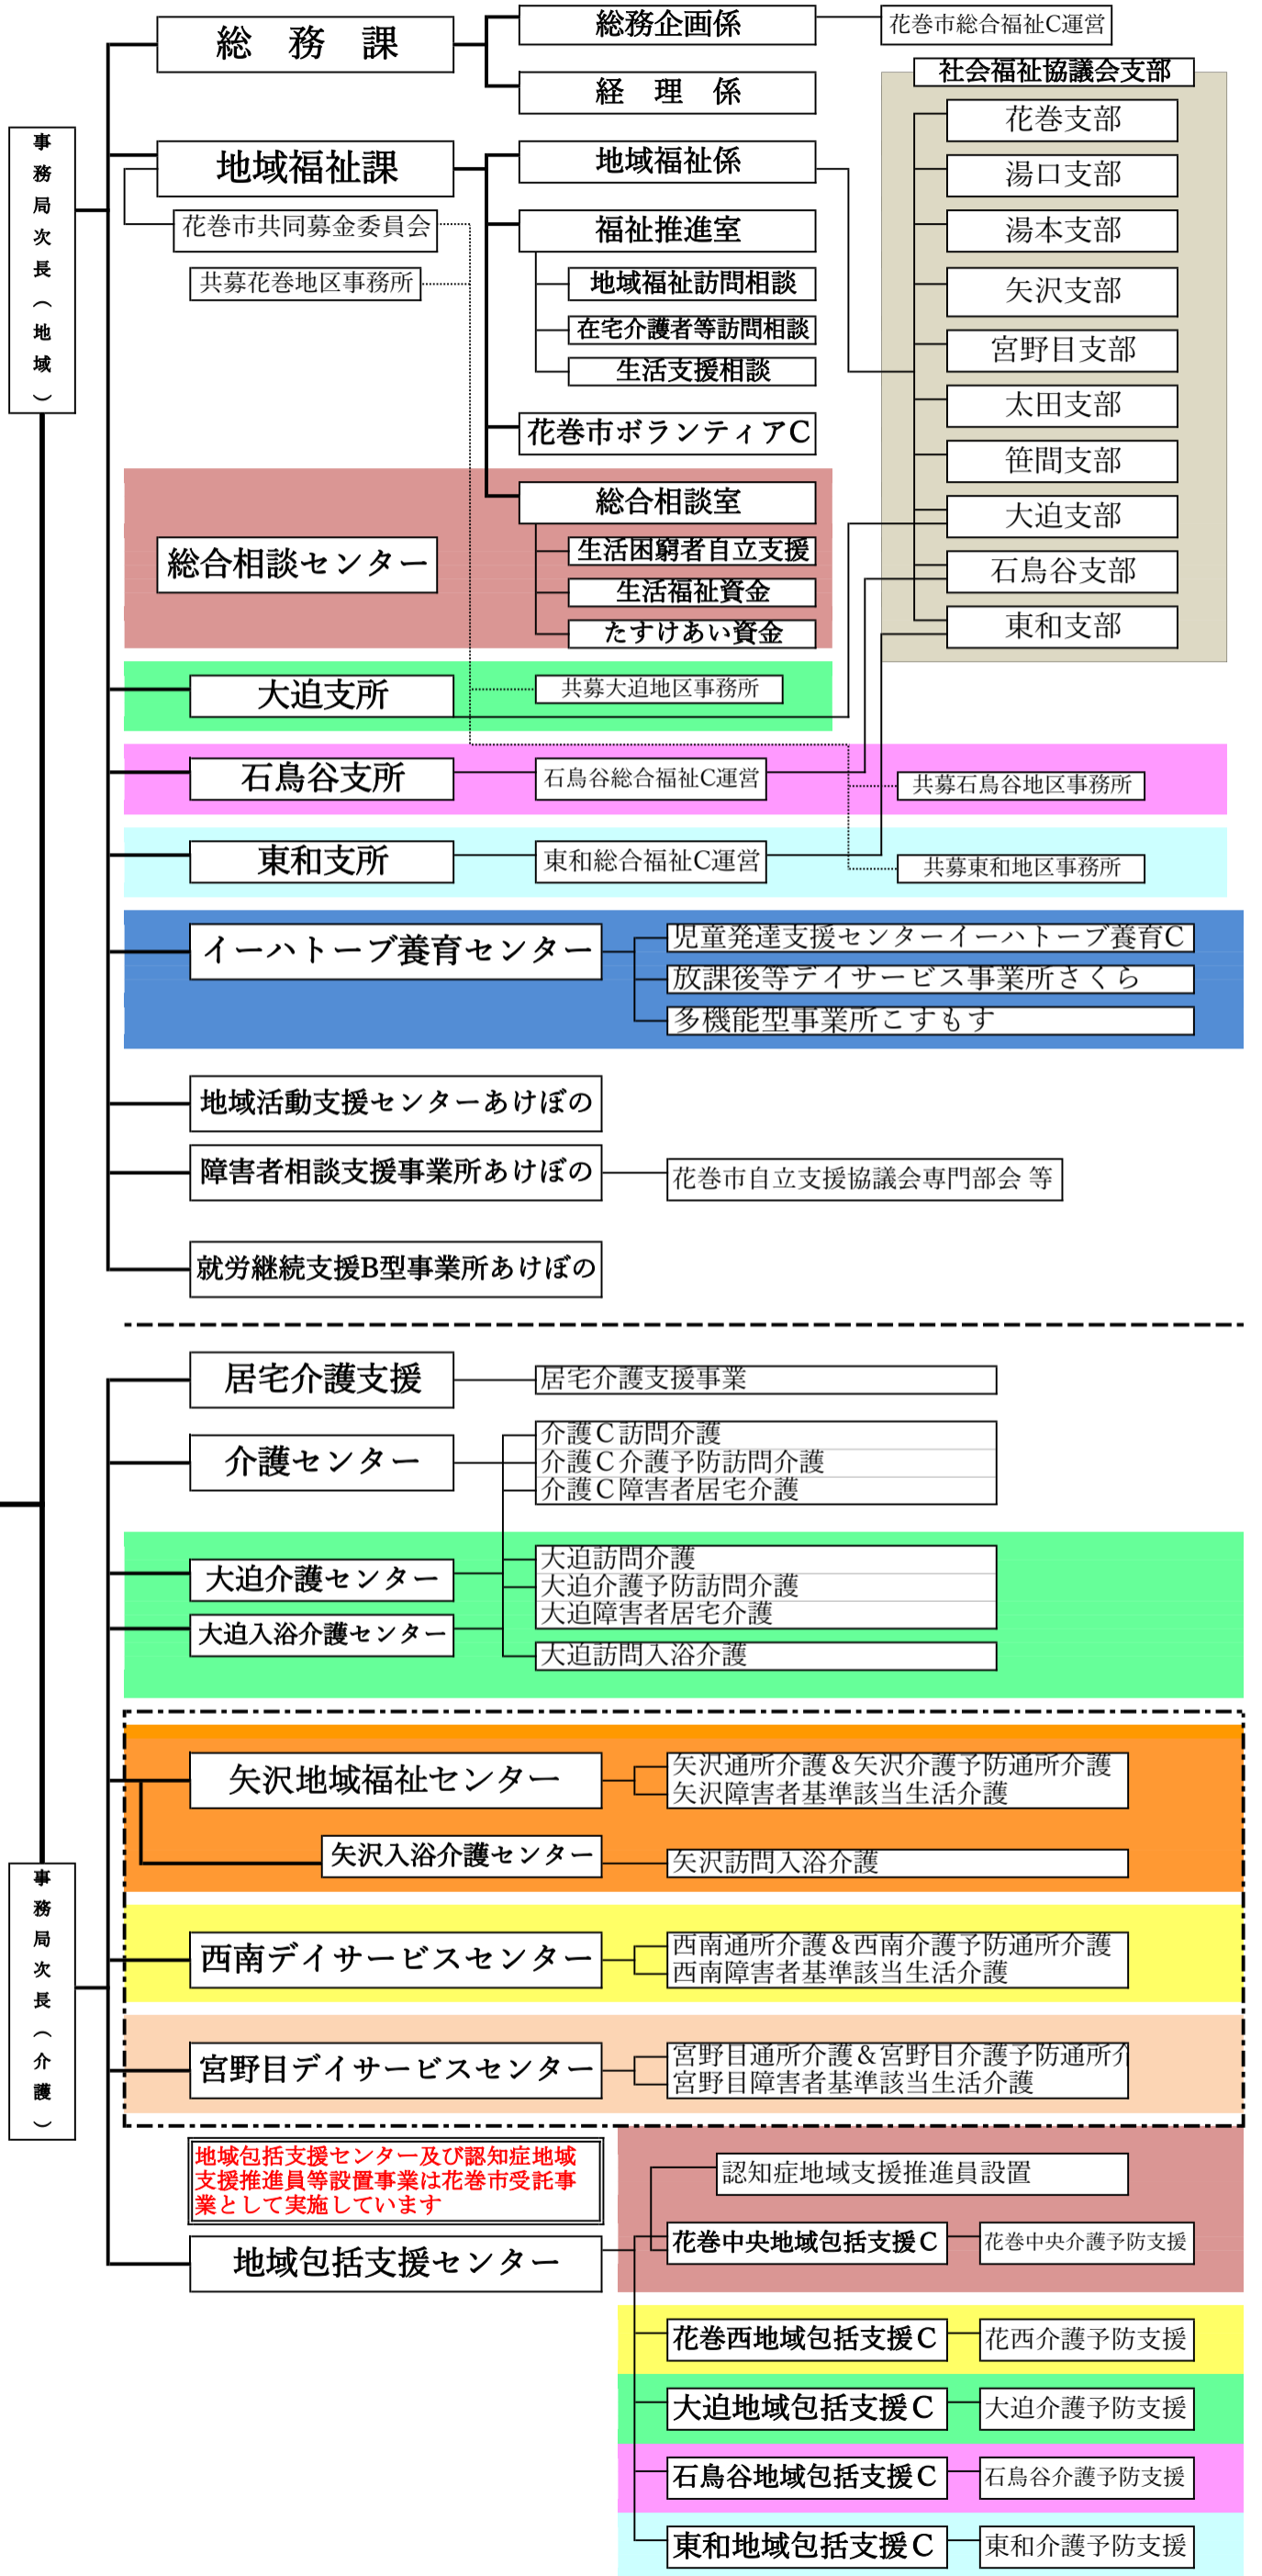 総　務　課
総務企画係
花巻市総合福祉C運営
経　理　係
社会福祉協議会支部
花巻支部
湯口支部
湯本支部
矢沢支部
宮野目支部
太田支部
笹間支部
大迫支部
石鳥谷支部
東和支部
事務局次長（地域）
地域福祉課
地域福祉係
花巻市共同募金委員会
共募花巻地区事務所
福祉推進室
地域福祉訪問相談
在宅介護者等訪問相談
生活支援相談
花巻市ボランティアC
総合相談センター
総合相談室
生活困窮者自立支援
生活福祉資金
たすけあい資金
大迫支所
共募大迫地区事務所
石鳥谷支所
石鳥谷総合福祉C運営
共募石鳥谷地区事務所
東和支所
東和総合福祉C運営
共募東和地区事務所
イーハトーブ養育センター
児童発達支援センターイーハトーブ養育C
放課後等デイサービス事業所さくら
多機能型事業所こすもす
地域活動支援センターあけぼの
障害者相談支援事業所あけぼの
花巻市自立支援協議会専門部会 等
就労継続支援B型事業所あけぼの
居宅介護支援
居宅介護支援事業
介護センター
介護Ｃ訪問介護
介護Ｃ介護予防訪問介護
介護Ｃ障害者居宅介護
大迫介護センター
大迫訪問介護
大迫介護予防訪問介護
大迫障害者居宅介護
大迫入浴介護センター
大迫訪問入浴介護
事務局次長（介護）
矢沢地域福祉センター
矢沢通所介護＆矢沢介護予防通所介護
矢沢障害者基準該当生活介護
矢沢入浴介護センター
矢沢訪問入浴介護
西南デイサービスセンター
西南通所介護＆西南介護予防通所介護
西南障害者基準該当生活介護
宮野目デイサービスセンター
宮野目通所介護＆宮野目介護予防通所介
宮野目障害者基準該当生活介護
地域包括支援センター及び認知症地域
支援推進員等設置事業は花巻市受託事
業として実施しています
地域包括支援センター
認知症地域支援推進員設置
花巻中央地域包括支援Ｃ
花巻中央介護予防支援
花巻西地域包括支援Ｃ
花西介護予防支援
大迫地域包括支援Ｃ
大迫介護予防支援
石鳥谷地域包括支援Ｃ
石鳥谷介護予防支援
東和地域包括支援Ｃ
東和介護予防支援